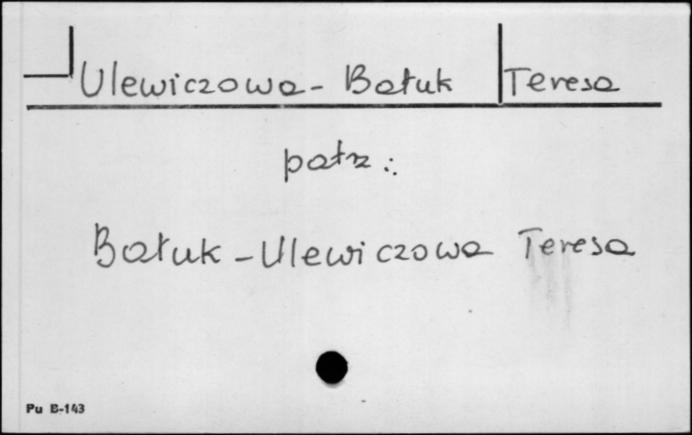 Ulewiczowa - Bałuk Teresa
patrz :
Bałuk - Ulewiczowa Teresa
Pu B-143